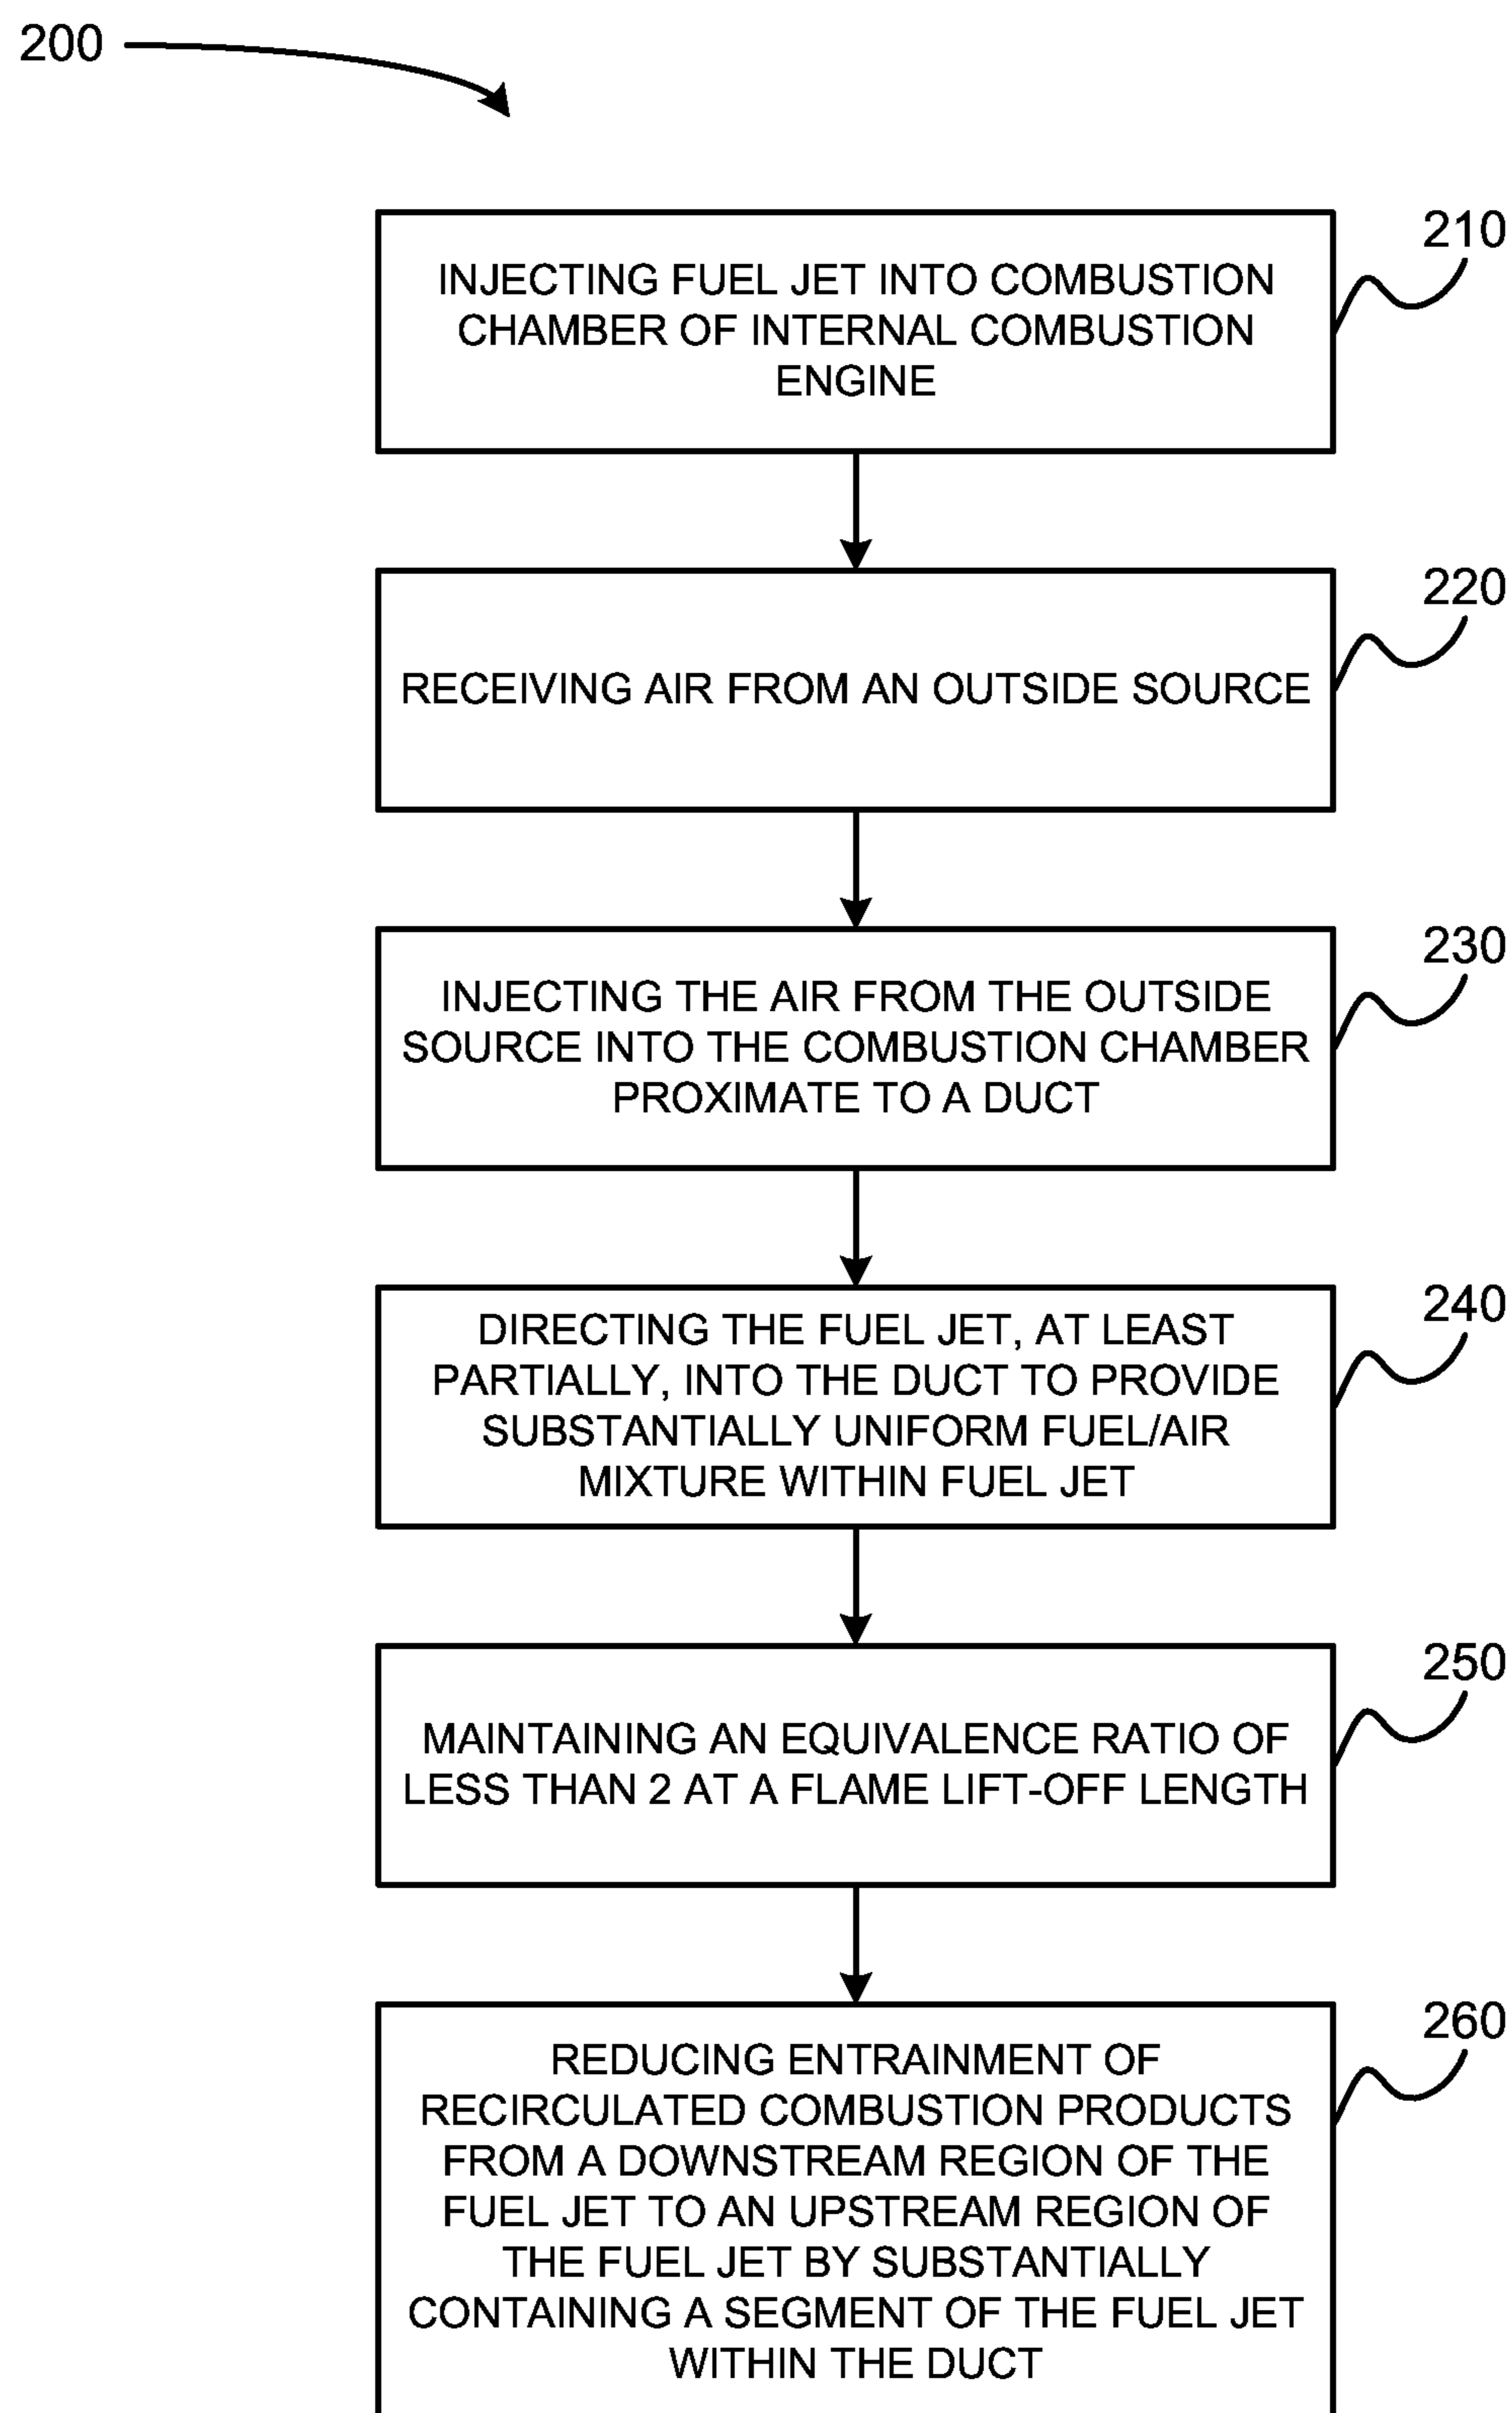 200
210
INJECTING FUEL JET INTO COMBUSTION
CHAMBER OF INTERNAL COMBUSTION
ENGINE
220
RECEIVING AIR FROM AN OUTSIDE SOURCE
230
INJECTING THE AIR FROM THE OUTSIDE
SOURCE INTO THE COMBUSTION CHAMBER
PROXIMATE TO A DUCT
240
DIRECTING THE FUEL JET, AT LEAST
PARTIALLY, INTO THE DUCT TO PROVIDE
SUBSTANTIALLY UNIFORM FUEL/AIR
MIXTURE WITHIN FUEL JET
250
MAINTAINING AN EQUIVALENCE RATIO OF
LESS THAN 2 AT A FLAME LIFT-OFF LENGTH
260
REDUCING ENTRAINMENT OF
RECIRCULATED COMBUSTION PRODUCTS
FROM A DOWNSTREAM REGION OF THE
FUEL JET TO AN UPSTREAM REGION OF
THE FUEL JET BY SUBSTANTIALLY
CONTAINING A SEGMENT OF THE FUEL JET
WITHIN THE DUCT